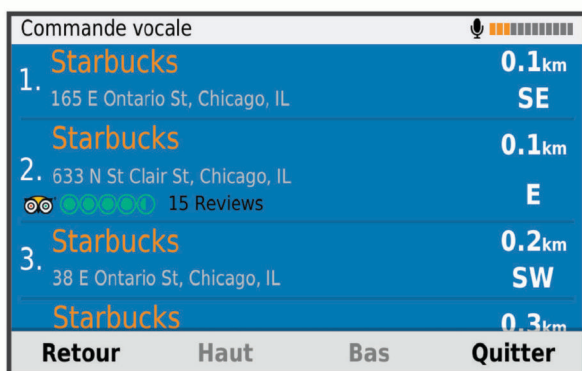 Commande vocale
1. Starbucks 0.1km
165 E Ontario St, Chicago, IL SE
2. Starbucks 0.1km
633 N St Clair St, Chicago, IL E
15 Reviews
3. Starbucks 0.2km
38 E Ontario St, Chicago, IL SW
Starbucks 0.3km
Retour Haut Bas Quitter